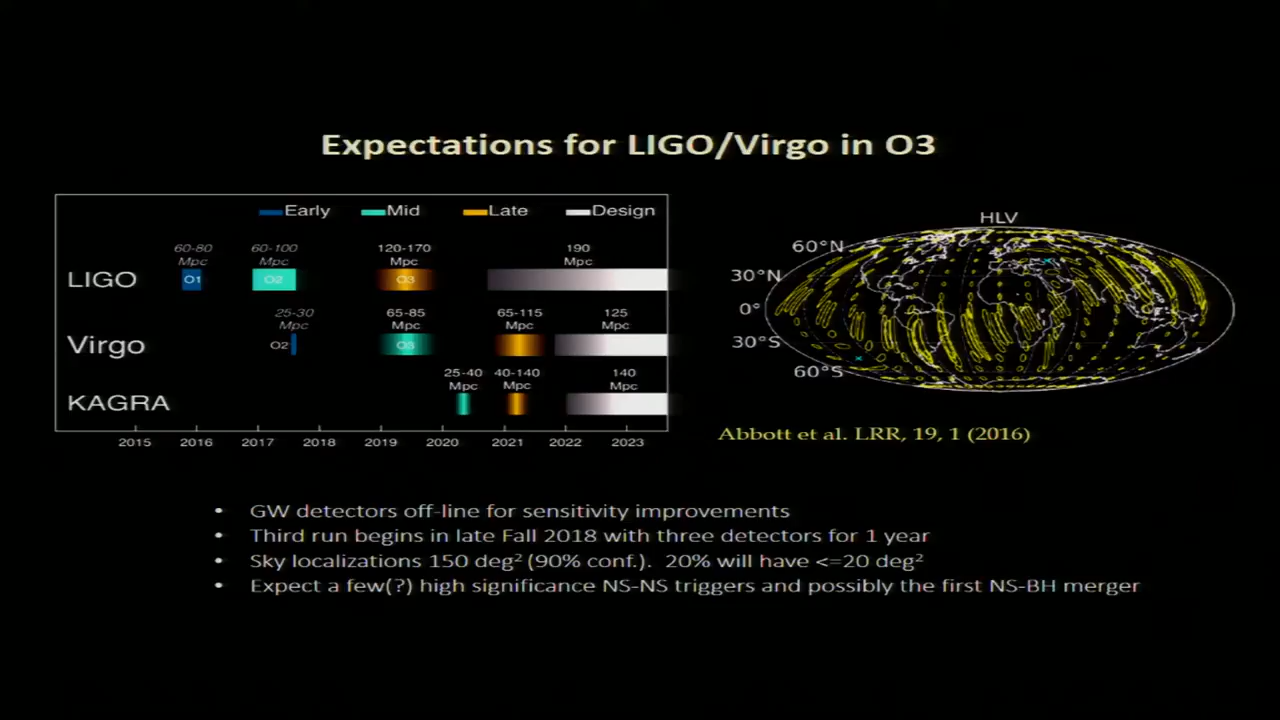 Expectations for LIGO/Virgo in O3
Early Mid Late Design
60-80 60-100 120-170 190
Mpc Mpc Mpc Mpc
LIGO O1 O2 O3
25-30 65-85 65-115 125
Mpc Mpc Mpc Mpc
Virgo O2 O3
25-40 40-140 140
Mpc Mpc Mpc
KAGRA
2015 2016 2017 2018 2019 2020 2021 2022 2023
HLV
60°N
30°N
0°
30°S
60°S
Abbott et al. LRR, 19, 1 (2016)
• GW detectors off-line for sensitivity improvements
• Third run begins in late Fall 2018 with three detectors for 1 year
• Sky localizations 150 deg² (90% conf.). 20% will have <=20 deg²
• Expect a few(?) high significance NS-NS triggers and possibly the first NS-BH merger